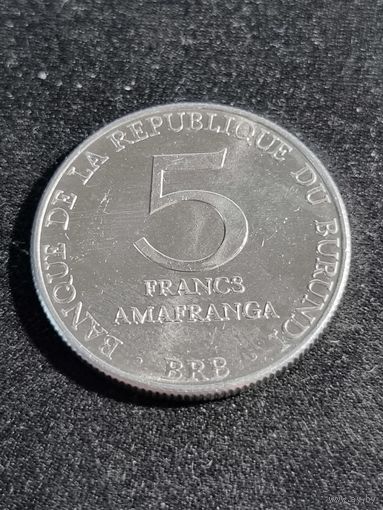 BANQUE DE LA REPUBLIQUE DU BURUNDI
5
FRANCS
AMAFRANGA
BRB